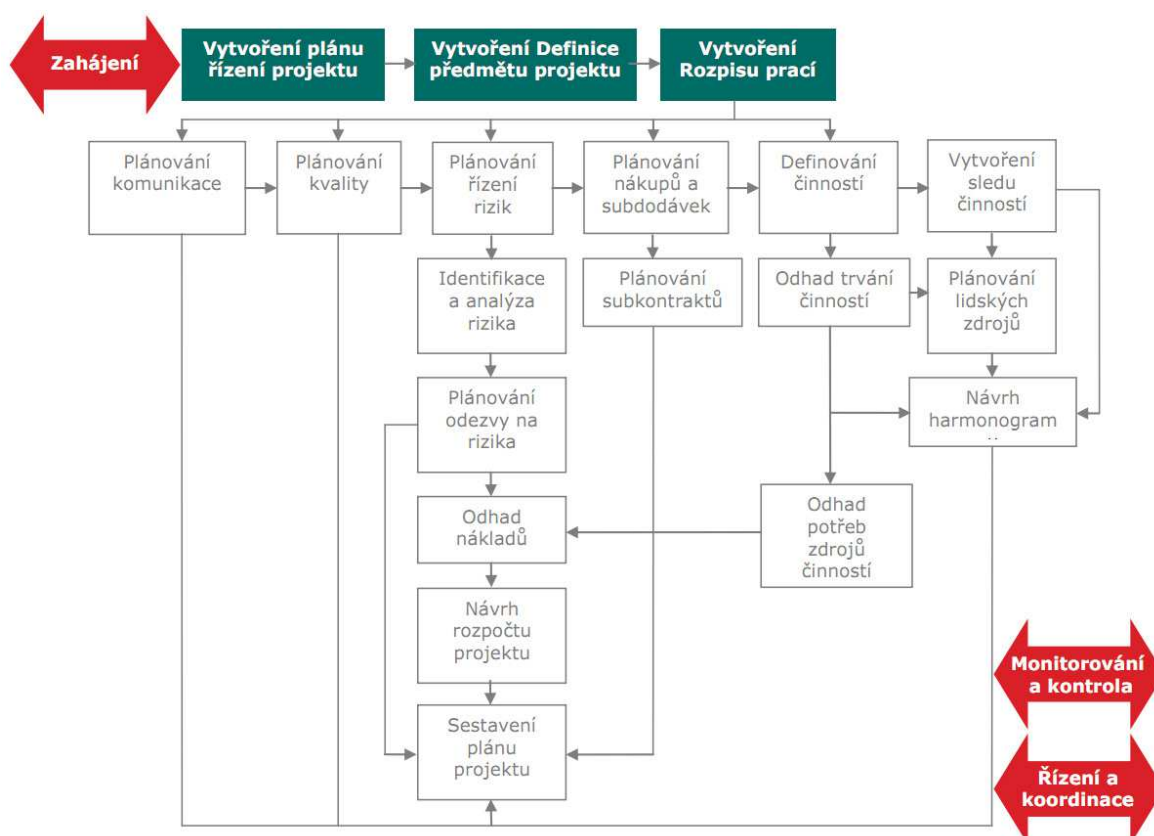 Zahájení
Vytvoření plánu
řízení projektu
Vytvoření Definice
předmětu projektu
Vytvoření
Rozpisu prací
Plánování
komunikace
Plánování
kvality
Plánování
řízení
rizik
Plánování
nákupů a
subdodávek
Definování
činností
Vytvoření
sledu
činností
Identifikace
a analýza
rizika
Plánování
subkontraktů
Odhad trvání
činností
Plánování
lidských
zdrojů
Plánování
odezvy na
rizika
Návrh
harmonogram
Odhad
nákladů
Odhad
potřeb
zdrojů
činností
Návrh
rozpočtu
projektu
Monitorování
a kontrola
Sestavení
plánu
projektu
Řízení a
koordinace